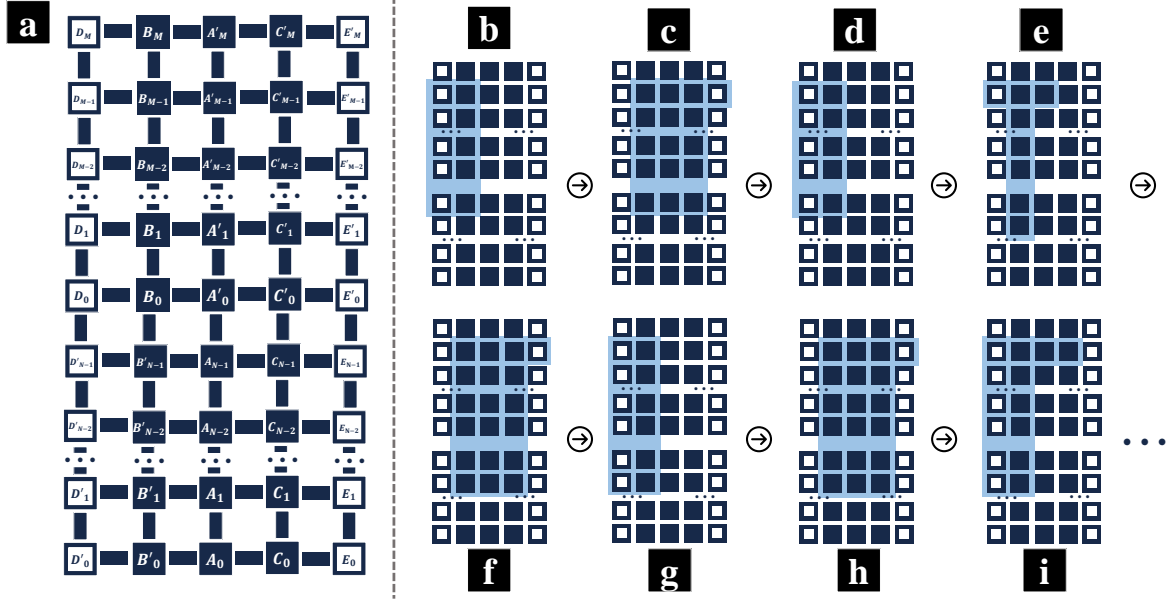 a
D_M B_M A'_M C'_M E'_M
D_{M-1} B_{M-1} A'_{M-1} C'_{M-1} E'_{M-1}
D_{M-2} B_{M-2} A'_{M-2} C'_{M-2} E'_{M-2}
D_1 B_1 A'_1 C'_1 E'_1
D_0 B_0 A'_0 C'_0 E'_0
D'_{N-1} B'_{N-1} A_{N-1} C_{N-1} E_{N-1}
D'_{N-2} B'_{N-2} A_{N-2} C_{N-2} E_{N-2}
D'_1 B'_1 A_1 C_1 E_1
D'_0 B'_0 A_0 C_0 E_0
b c d e
f g h i